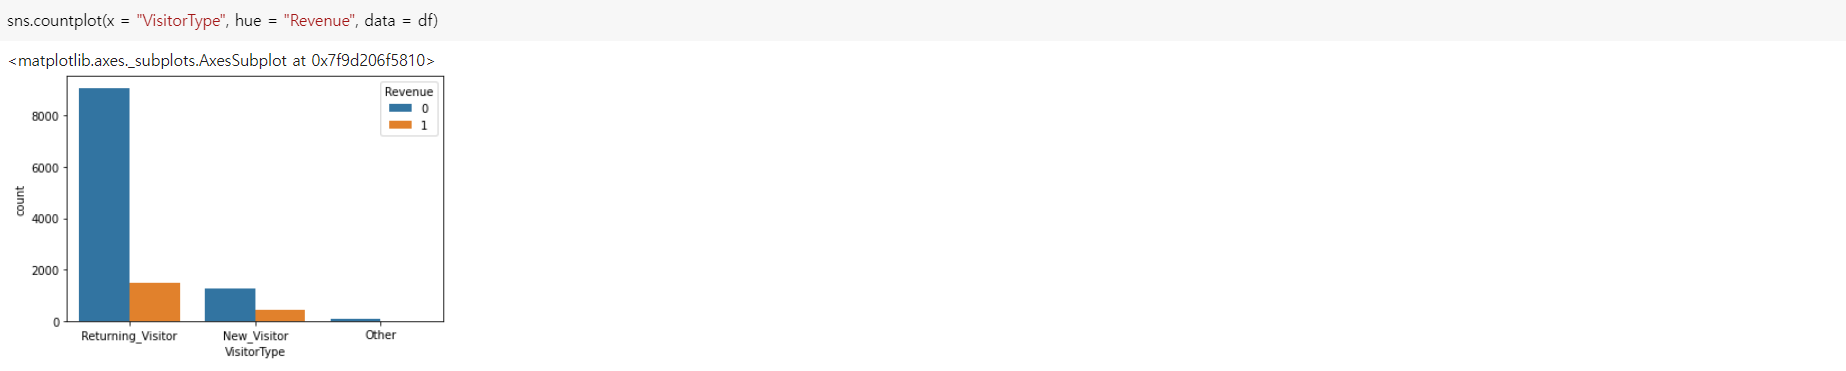 sns.countplot(x = "VisitorType", hue = "Revenue", data = df)
<matplotlib.axes._subplots.AxesSubplot at 0x7f9d206f5810>
Revenue
0
1
8000
6000
4000
2000
0
count
Returning_Visitor New_Visitor Other
VisitorType